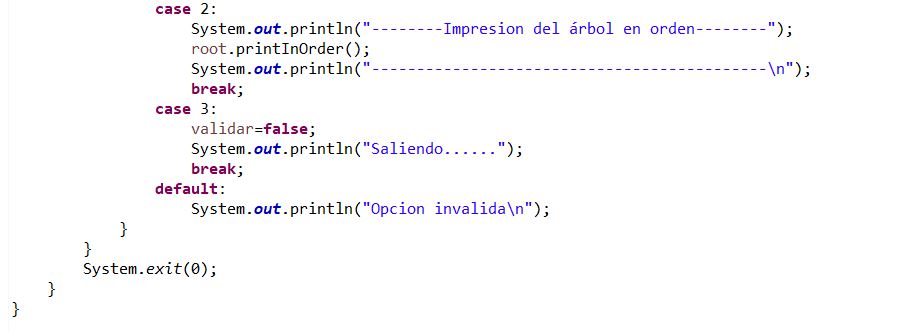 case 2:
System.out.println("--------Impresion del árbol en orden--------");
root.printInOrder();
System.out.println("--------------------------------------------\n");
break;
case 3:
validar=false;
System.out.println("Saliendo......");
break;
default:
System.out.println("Opcion invalida\n");
}
}
System.exit(0);
}
}